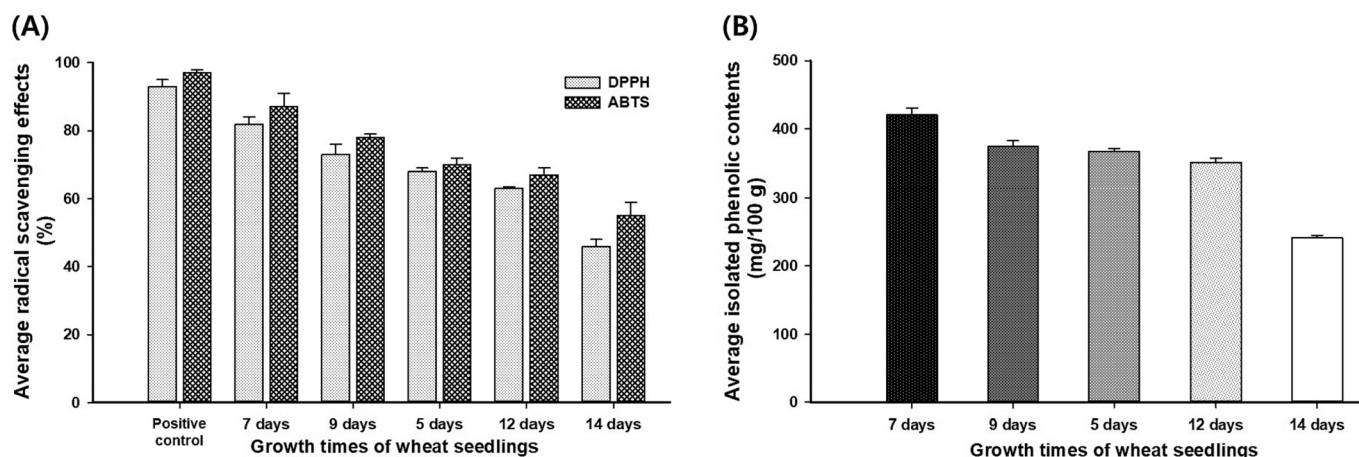 (A)
Average radical scavenging effects
(%)
100
80
60
40
20
0
DPPH
ABTS
Positive
control
7 days
9 days
5 days
12 days
14 days
Growth times of wheat seedlings
(B)
Average isolated phenolic contents
(mg/100 g)
500
400
300
200
100
0
7 days
9 days
5 days
12 days
14 days
Growth times of wheat seedlings